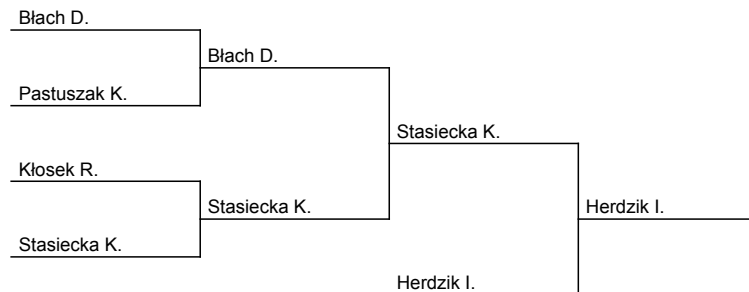 Błach D.
Błach D.
Pastuszak K.
Stasiecka K.
Kłosek R.
Stasiecka K.
Herdzik I.
Stasiecka K.
Herdzik I.